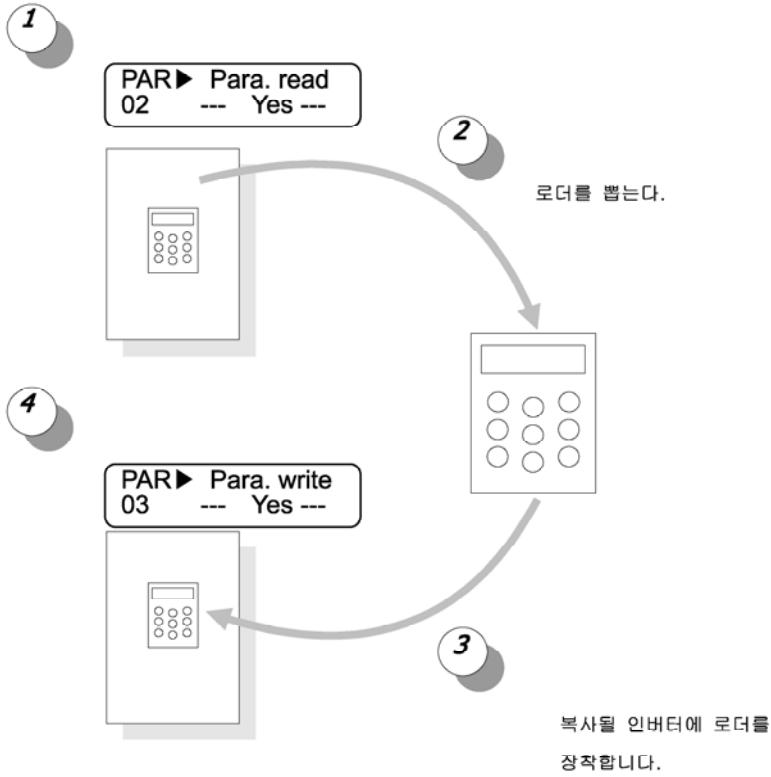 1
PAR▶ Para. read
02 --- Yes ---
2
로더를 뽑는다.
4
PAR▶ Para. write
03 --- Yes ---
3
복사될 인버터에 로더를
장착합니다.